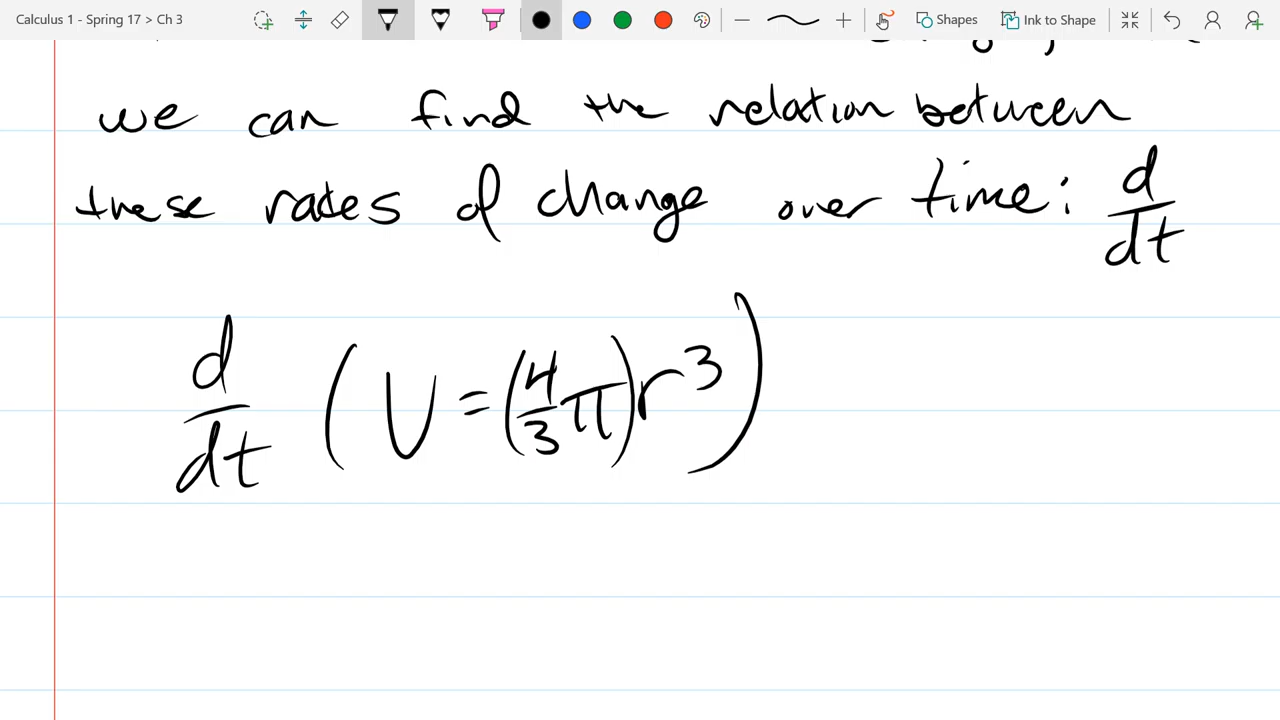 Calculus 1 - Spring 17 > Ch 3
Shapes
Ink to Shape
we can find the relation between
these rates of change over time: d/dt
d/dt (V = (4/3 π) r³)